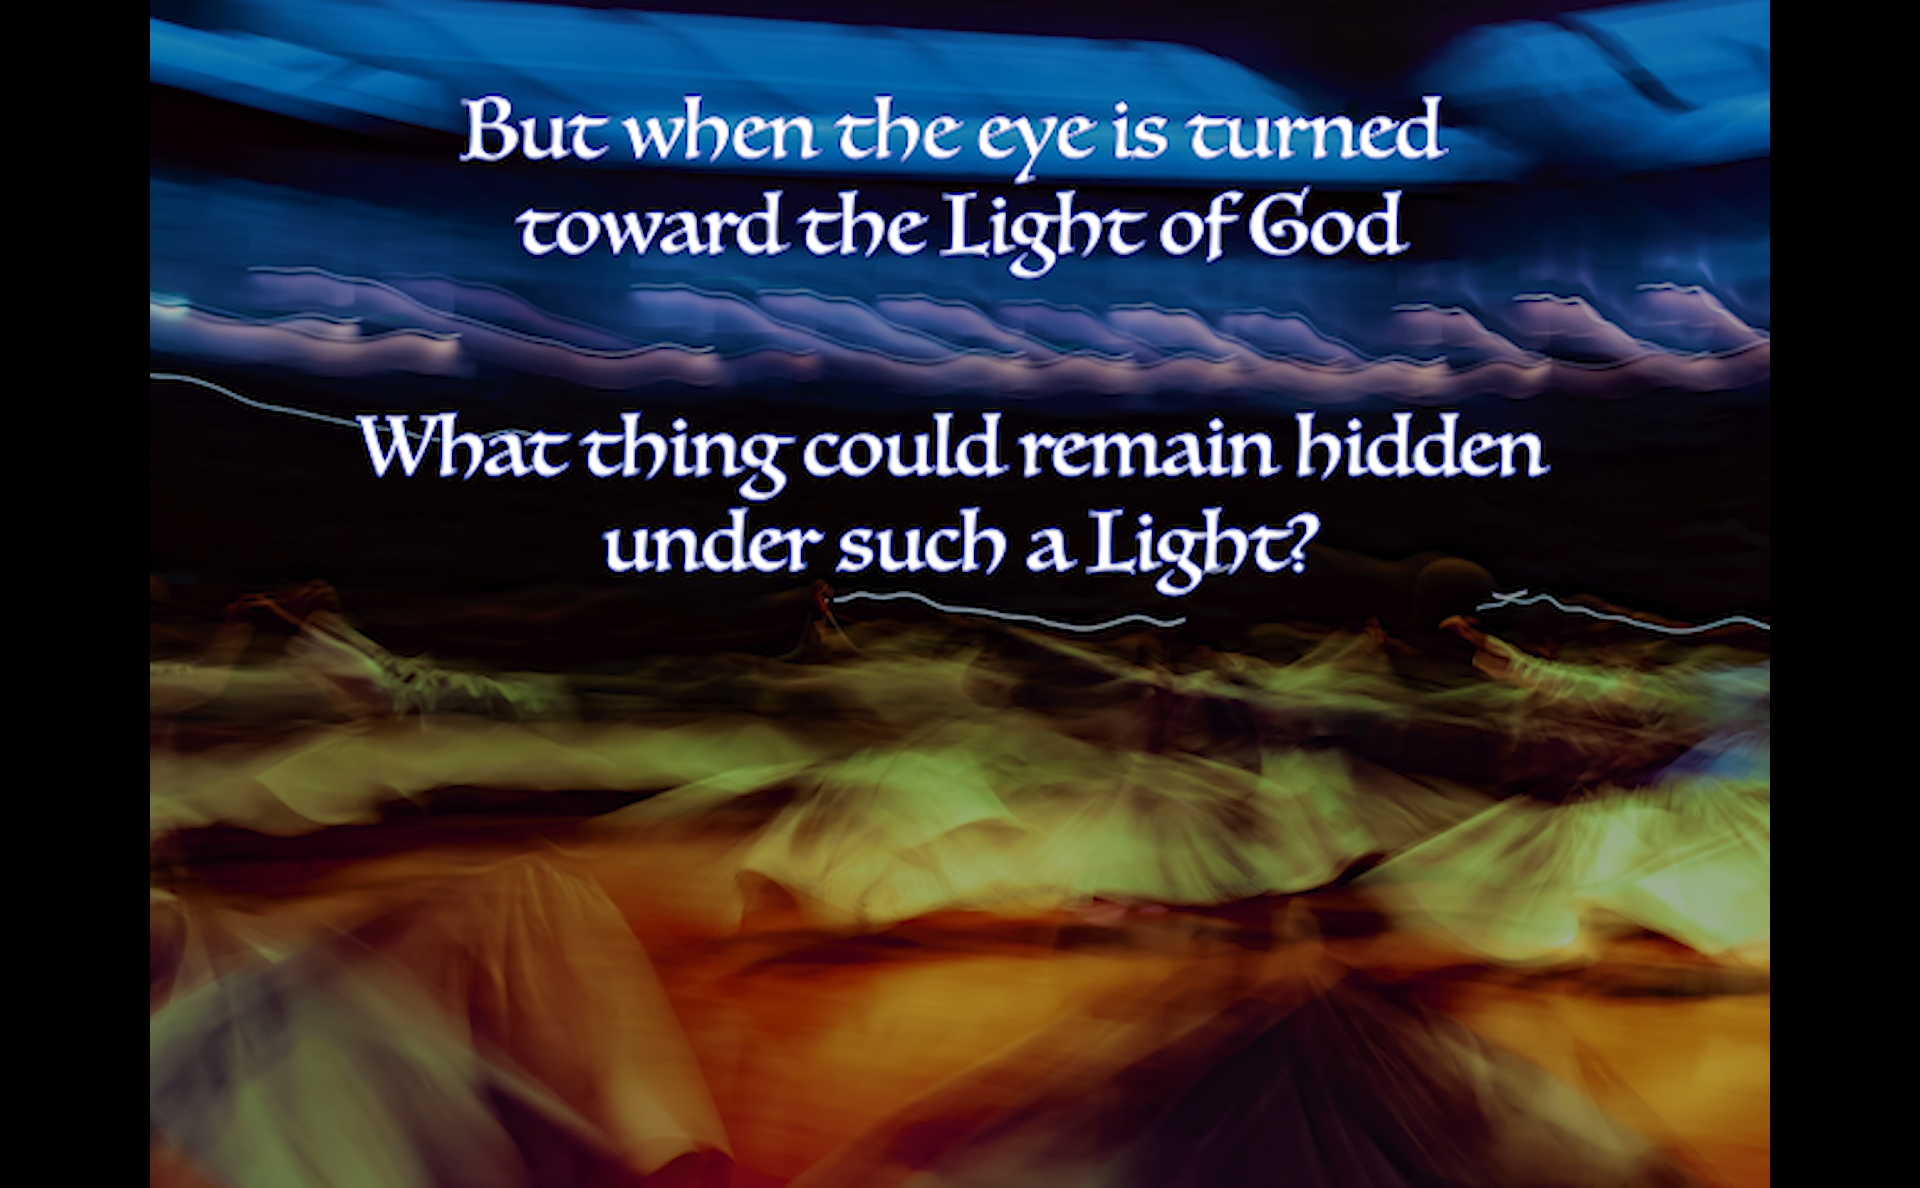 But when the eye is turned
toward the Light of God
What thing could remain hidden
under such a Light?